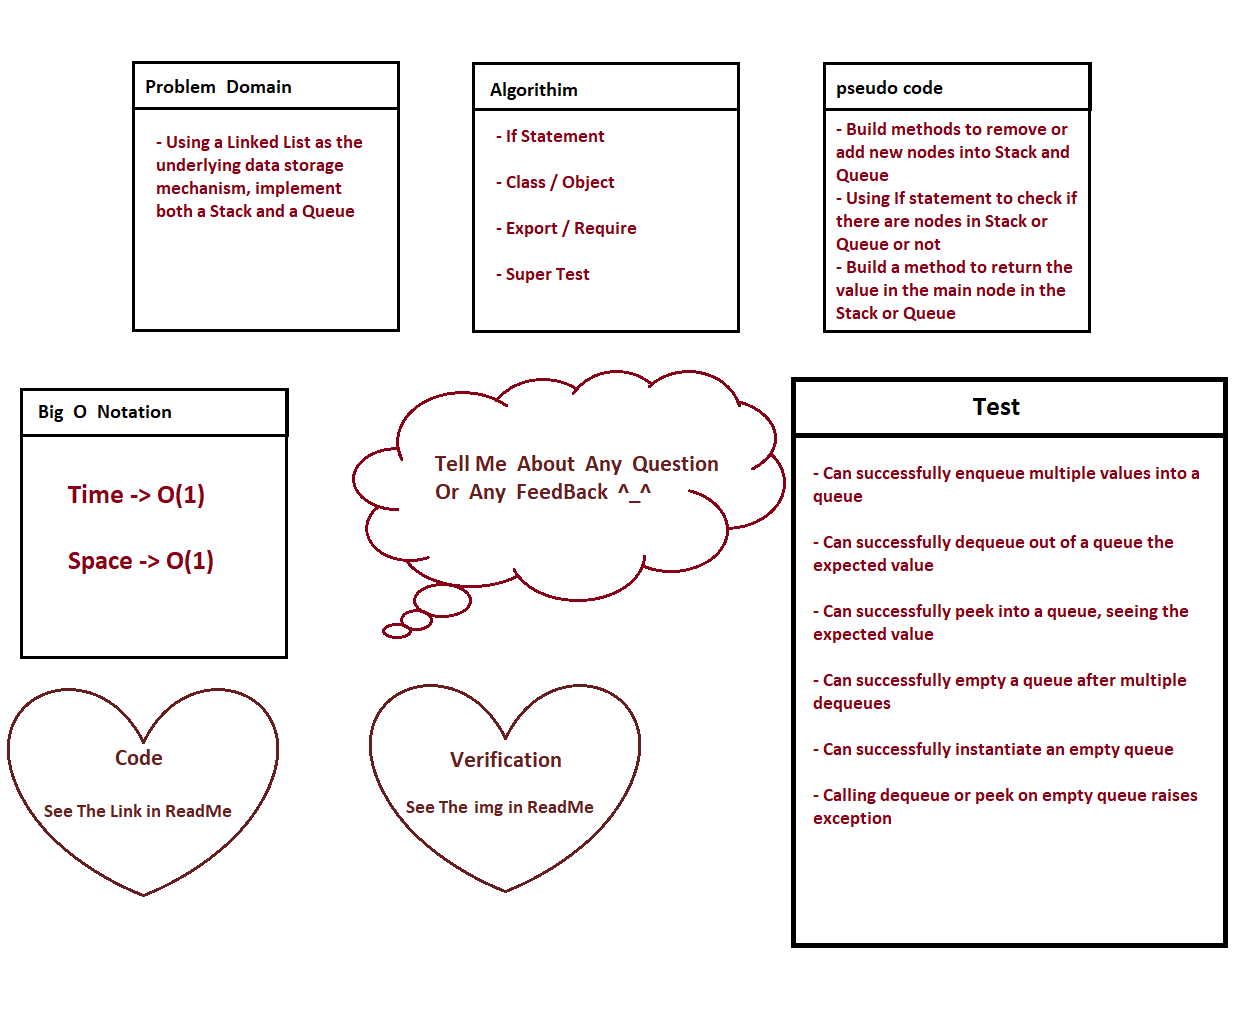 Problem Domain
- Using a Linked List as the
underlying data storage
mechanism, implement
both a Stack and a Queue
Algorithim
- If Statement
- Class / Object
- Export / Require
- Super Test
pseudo code
- Build methods to remove or
add new nodes into Stack and
Queue
- Using If statement to check if
there are nodes in Stack or
Queue or not
- Build a method to return the
value in the main node in the
Stack or Queue
Big O Notation
Time -> O(1)
Space -> O(1)
Tell Me About Any Question
Or Any FeedBack ^_^
Test
- Can successfully enqueue multiple values into a
queue
- Can successfully dequeue out of a queue the
expected value
- Can successfully peek into a queue, seeing the
expected value
- Can successfully empty a queue after multiple
dequeues
- Can successfully instantiate an empty queue
- Calling dequeue or peek on empty queue raises
exception
Code
See The Link in ReadMe
Verification
See The img in ReadMe